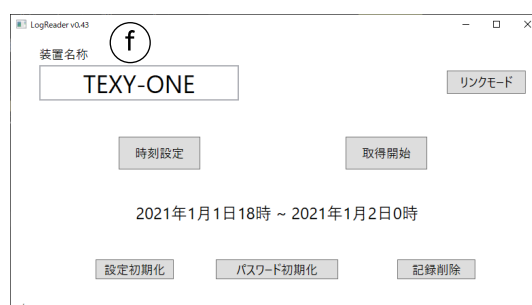 LogReader v0.43
装置名称
f
TEXY-ONE
リンクモード
時刻設定
取得開始
2021年1月1日18時 ~ 2021年1月2日0時
設定初期化
パスワード初期化
記録削除